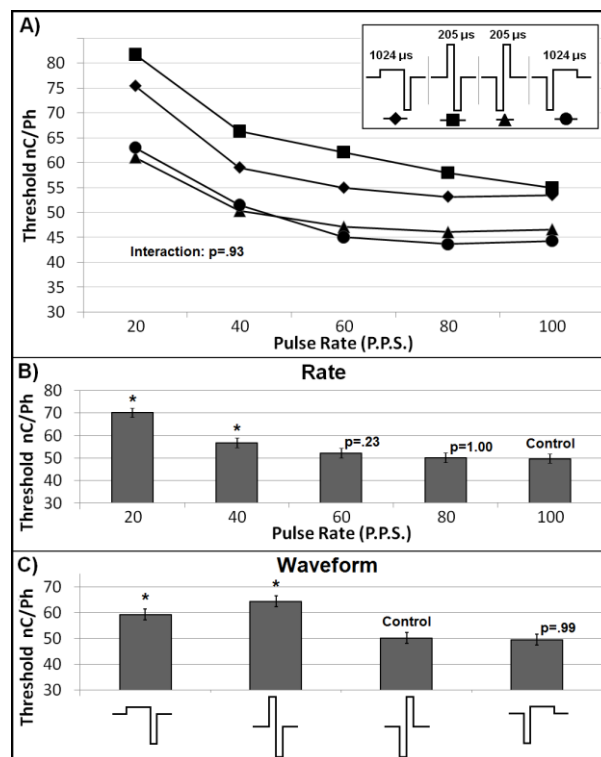 A)
205 µs 205 µs
1024 µs 1024 µs
Threshold nC/Ph
80
75
70
65
60
55
50
45
40
35
30
Interaction: p=.93
20 40 60 80 100
Pulse Rate (P.P.S.)
B) Rate
Threshold nC/Ph
80
70
60
50
40
30
*
*
p=.23
p=1.00
Control
20 40 60 80 100
Pulse Rate (P.P.S.)
C) Waveform
Threshold nC/Ph
70
60
50
40
30
*
*
Control
p=.99